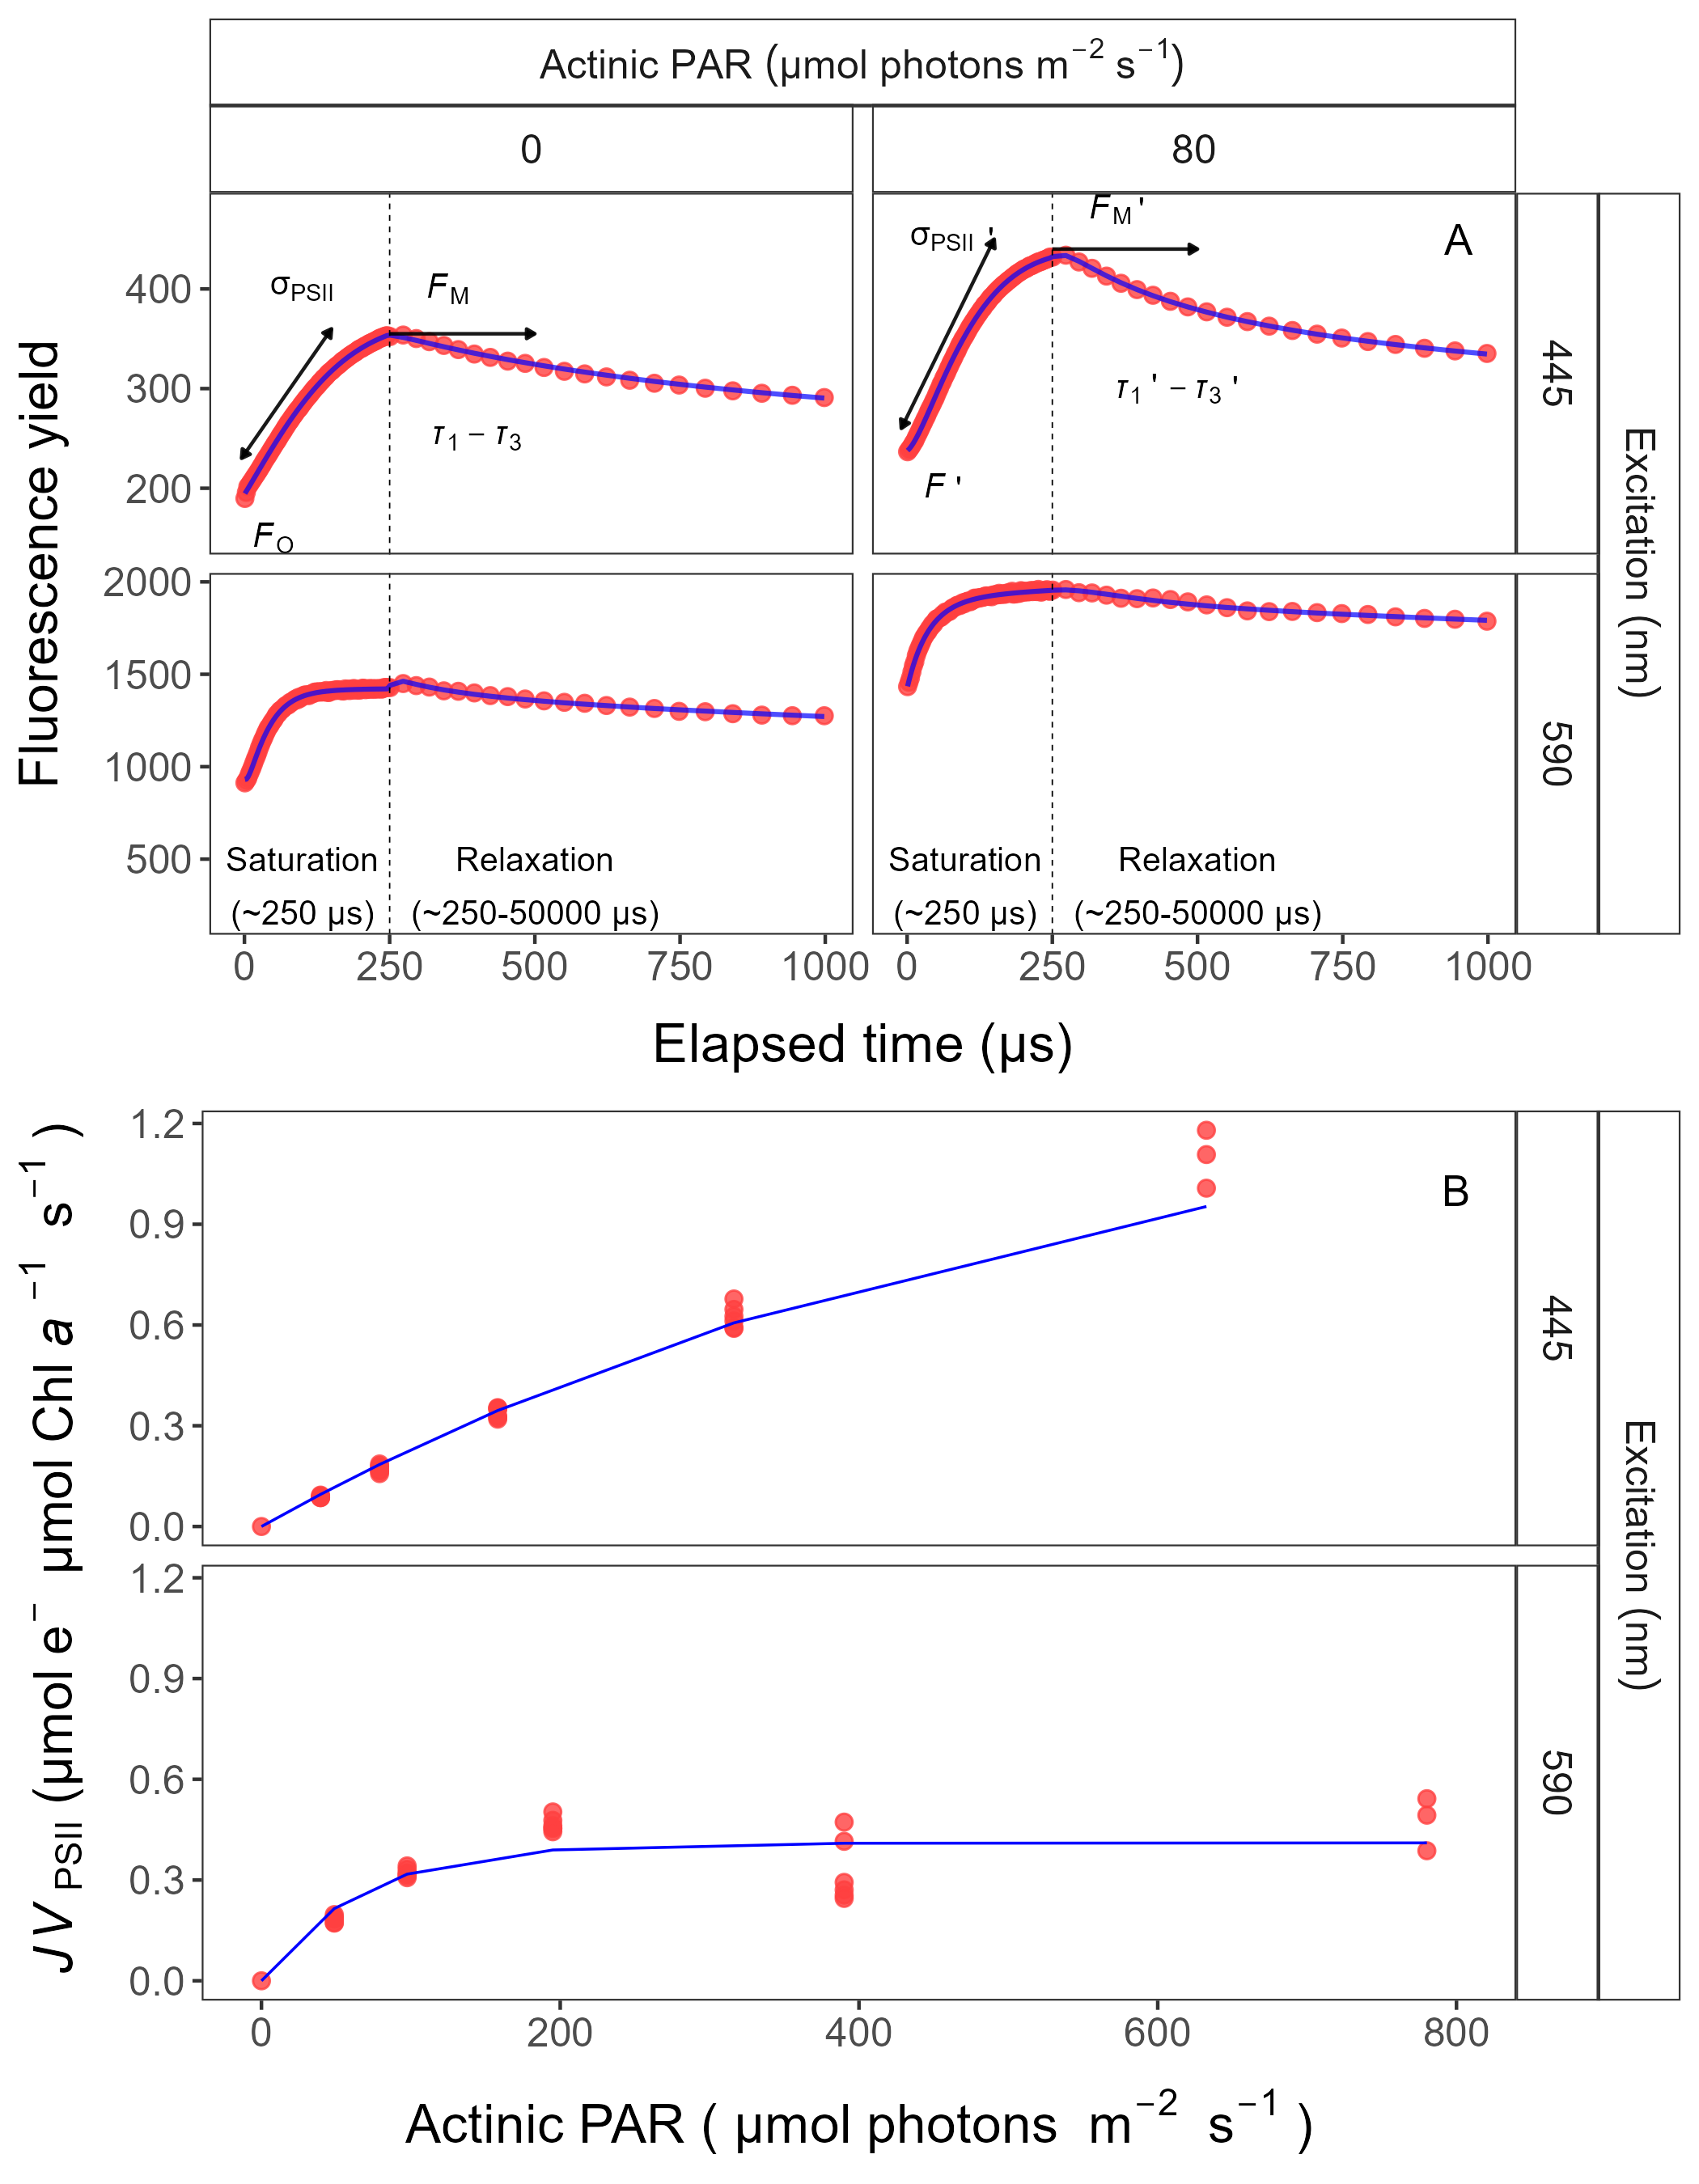 Actinic PAR (µmol photons m⁻² s⁻¹)
0 80
Fluorescence yield
400
300
200
σPSII
FM
τ1 − τ3
FO
σPSII '
FM '
A
τ1 ' − τ3 '
F '
445
Excitation (nm)
2000
1500
1000
500
Saturation
(~250 µs)
Relaxation
(~250-50000 µs)
Saturation
(~250 µs)
Relaxation
(~250-50000 µs)
590
0 250 500 750 1000 0 250 500 750 1000
Elapsed time (µs)
JVPSII (µmol e⁻ µmol Chl a⁻¹ s⁻¹)
1.2
0.9
0.6
0.3
0.0
B
445
Excitation (nm)
1.2
0.9
0.6
0.3
0.0
590
0 200 400 600 800
Actinic PAR ( µmol photons m⁻² s⁻¹ )